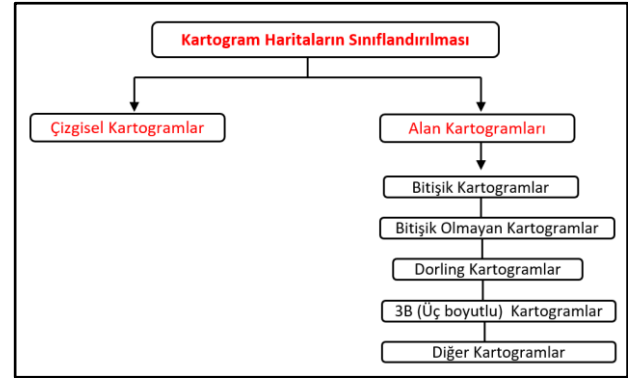 Kartogram Haritaların Sınıflandırılması
Çizgisel Kartogramlar
Alan Kartogramları
Bitişik Kartogramlar
Bitişik Olmayan Kartogramlar
Dorling Kartogramlar
3B (Üç boyutlu) Kartogramlar
Diğer Kartogramlar